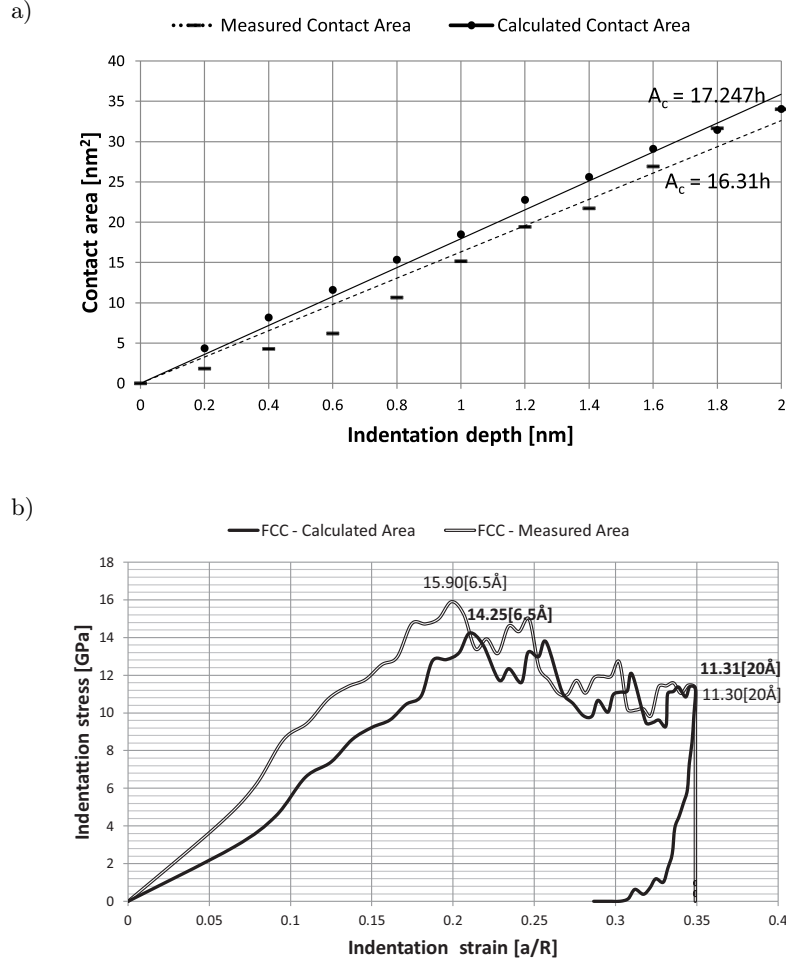 a)
Measured Contact Area Calculated Contact Area
40
35
30
25
20
15
10
5
0
A_c = 17.247h
A_c = 16.31h
Contact area [nm²]
0 0.2 0.4 0.6 0.8 1 1.2 1.4 1.6 1.8 2
Indentation depth [nm]
b)
FCC - Calculated Area FCC - Measured Area
18
16
14
12
10
8
6
4
2
0
15.90[6.5Å]
14.25[6.5Å]
11.31[20Å]
11.30[20Å]
Indentattion stress [GPa]
0 0.05 0.1 0.15 0.2 0.25 0.3 0.35 0.4
Indentation strain [a/R]